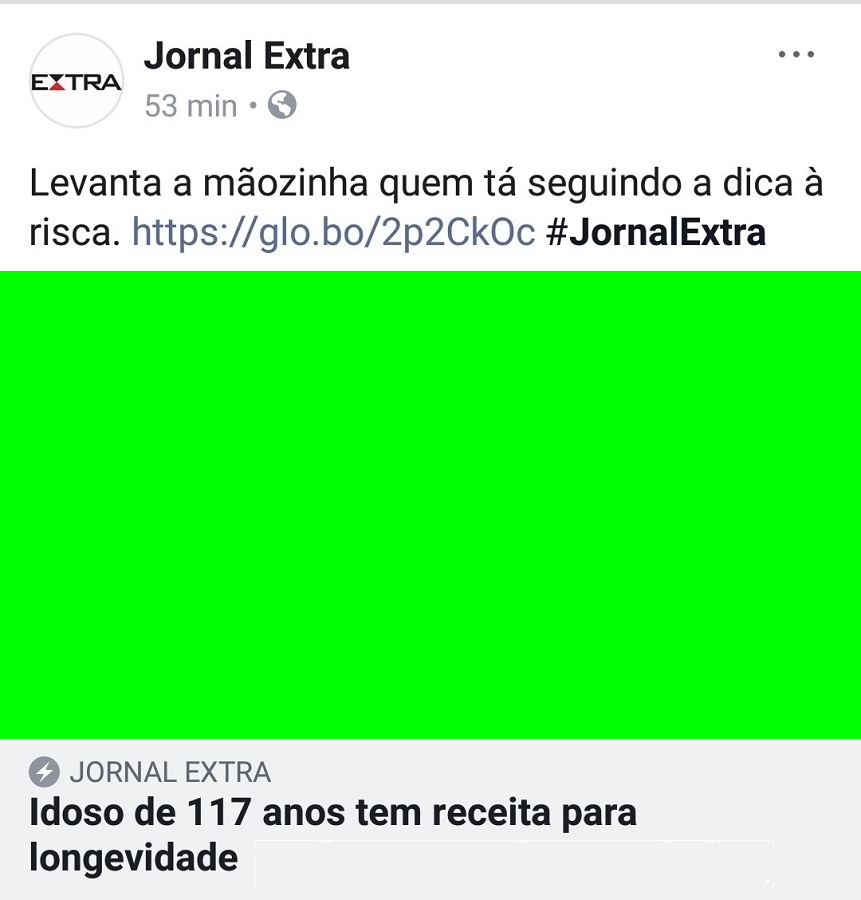 EXTRA
Jornal Extra
53 min •
Levanta a mãozinha quem tá seguindo a dica à
risca. https://glo.bo/2p2CkOc #JornalExtra
JORNAL EXTRA
Idoso de 117 anos tem receita para
longevidade